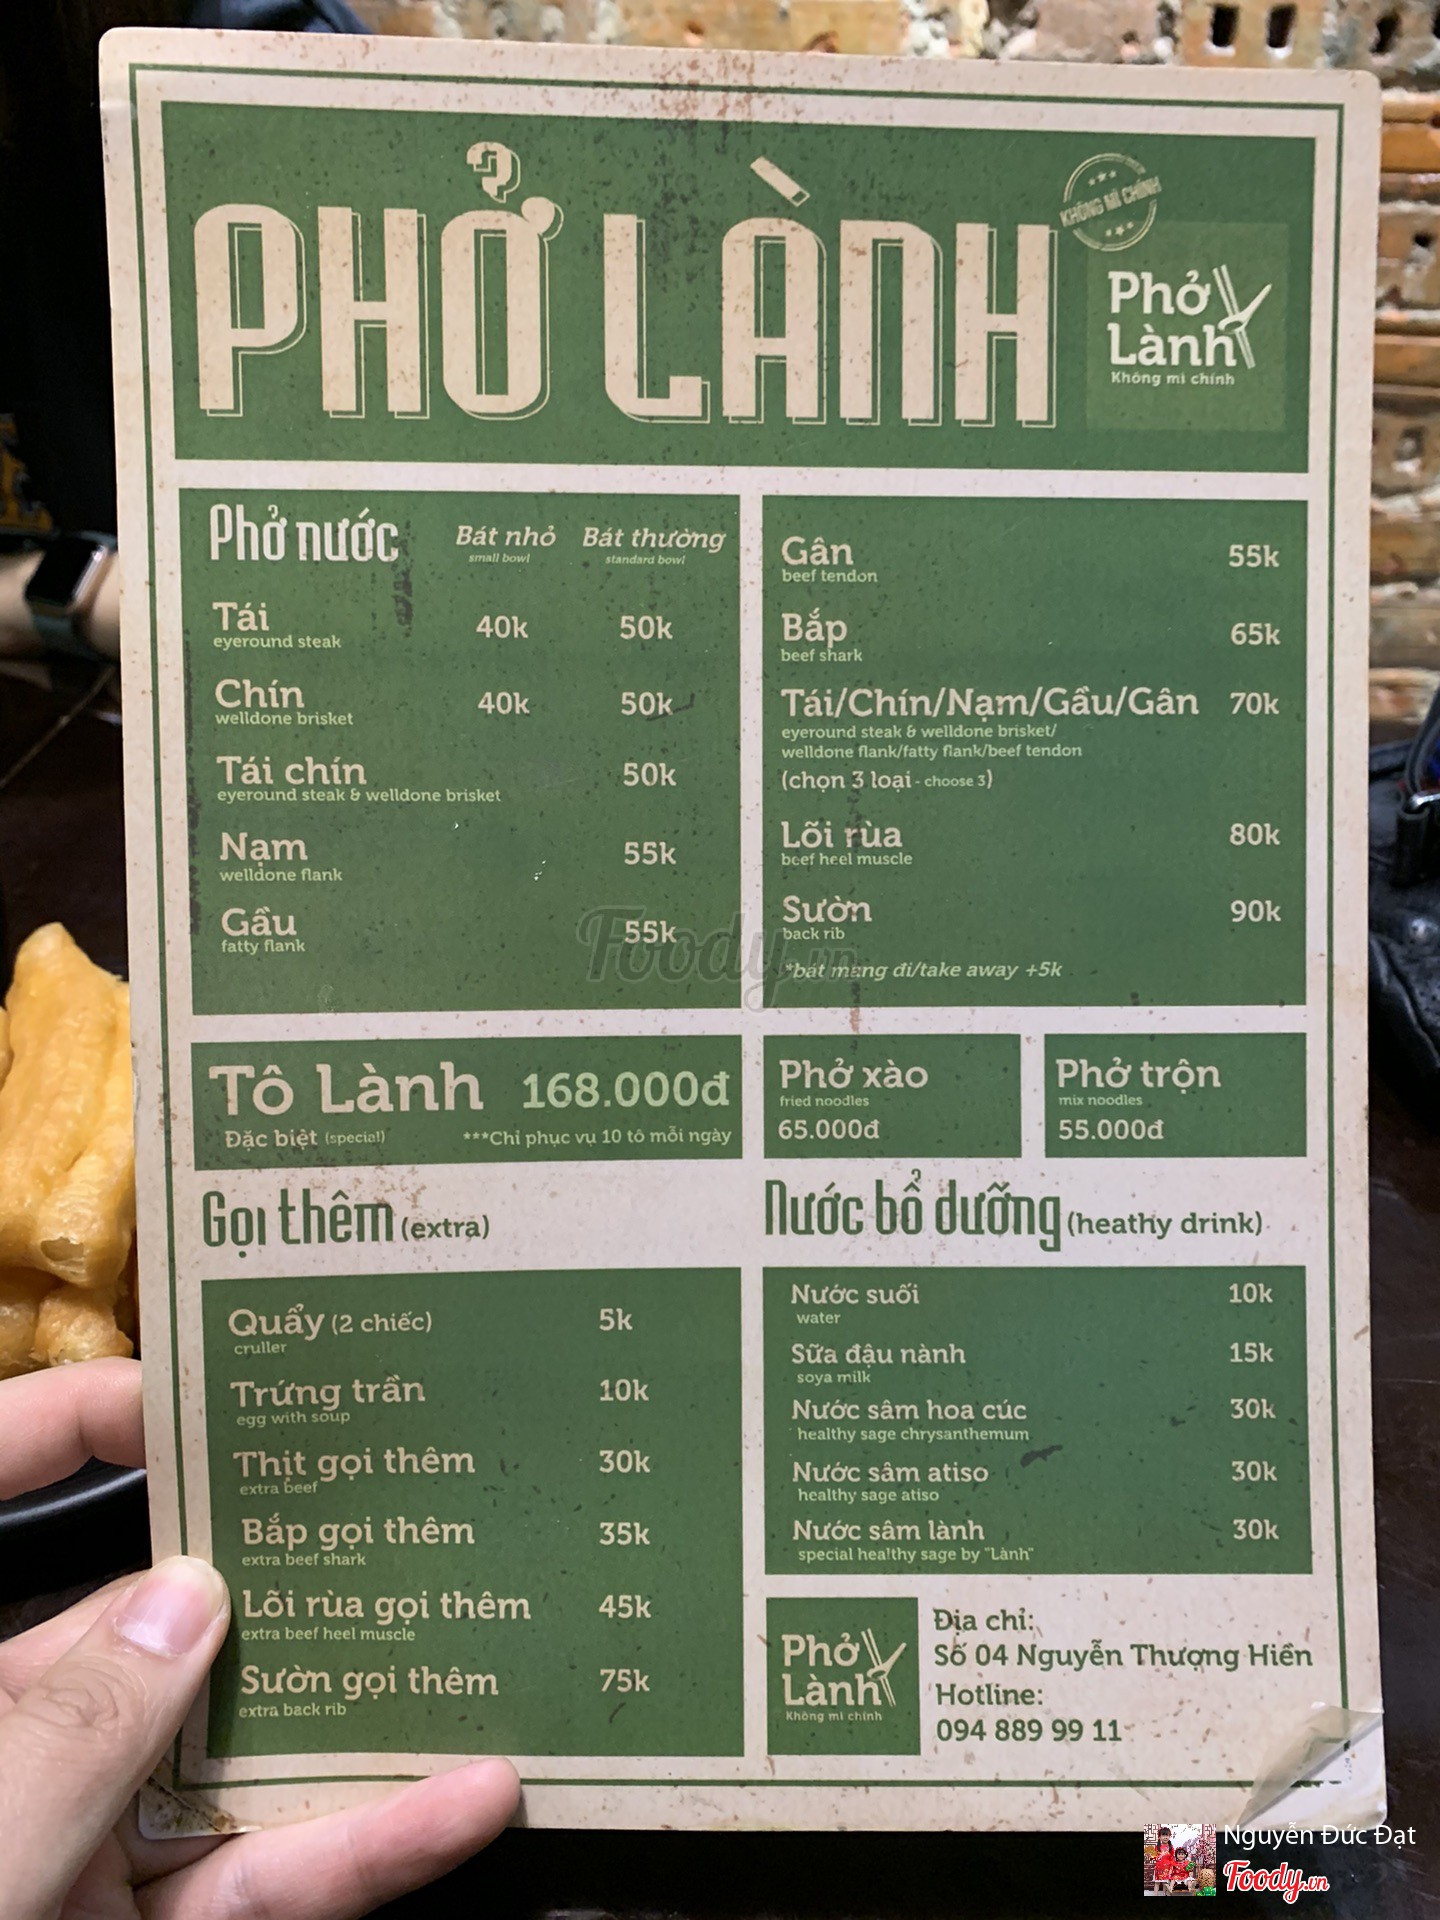 PHỞ LÀNH
KHÔNG MÌ CHÍNH
Phở
Lành
Không mì chính
Phở nước
Bát nhỏ Bát thường
small bowl standard bowl
Tái 40k 50k
eyeround steak
Chín 40k 50k
welldone brisket
Tái chín 50k
eyeround steak & welldone brisket
Nạm 55k
welldone flank
Gầu 55k
fatty flank
Gân 55k
beef tendon
Bắp 65k
beef shark
Tái/Chín/Nạm/Gầu/Gân 70k
eyeround steak & welldone brisket/
welldone flank/fatty flank/beef tendon
(chọn 3 loại - choose 3)
Lõi rùa 80k
beef heel muscle
Sườn 90k
back rib
*bát mang đi/take away +5k
Foody.vn
Tô Lành 168.000đ
Đặc biệt (special) ***Chỉ phục vụ 10 tô mỗi ngày
Phở xào
fried noodles
65.000đ
Phở trộn
mix noodles
55.000đ
Gọi thêm (extra)
Quẩy (2 chiếc) 5k
cruller
Trứng trần 10k
egg with soup
Thịt gọi thêm 30k
extra beef
Bắp gọi thêm 35k
extra beef shark
Lõi rùa gọi thêm 45k
extra beef heel muscle
Sườn gọi thêm 75k
extra back rib
Nước bổ dưỡng (heathy drink)
Nước suối 10k
water
Sữa đậu nành 15k
soya milk
Nước sâm hoa cúc 30k
healthy sage chrysanthemum
Nước sâm atiso 30k
healthy sage atiso
Nước sâm lành 30k
special healthy sage by "Lành"
Phở
Lành
Không mì chính
Địa chỉ:
Số 04 Nguyễn Thượng Hiền
Hotline:
094 889 99 11
Nguyễn Đức Đạt
Foody.vn